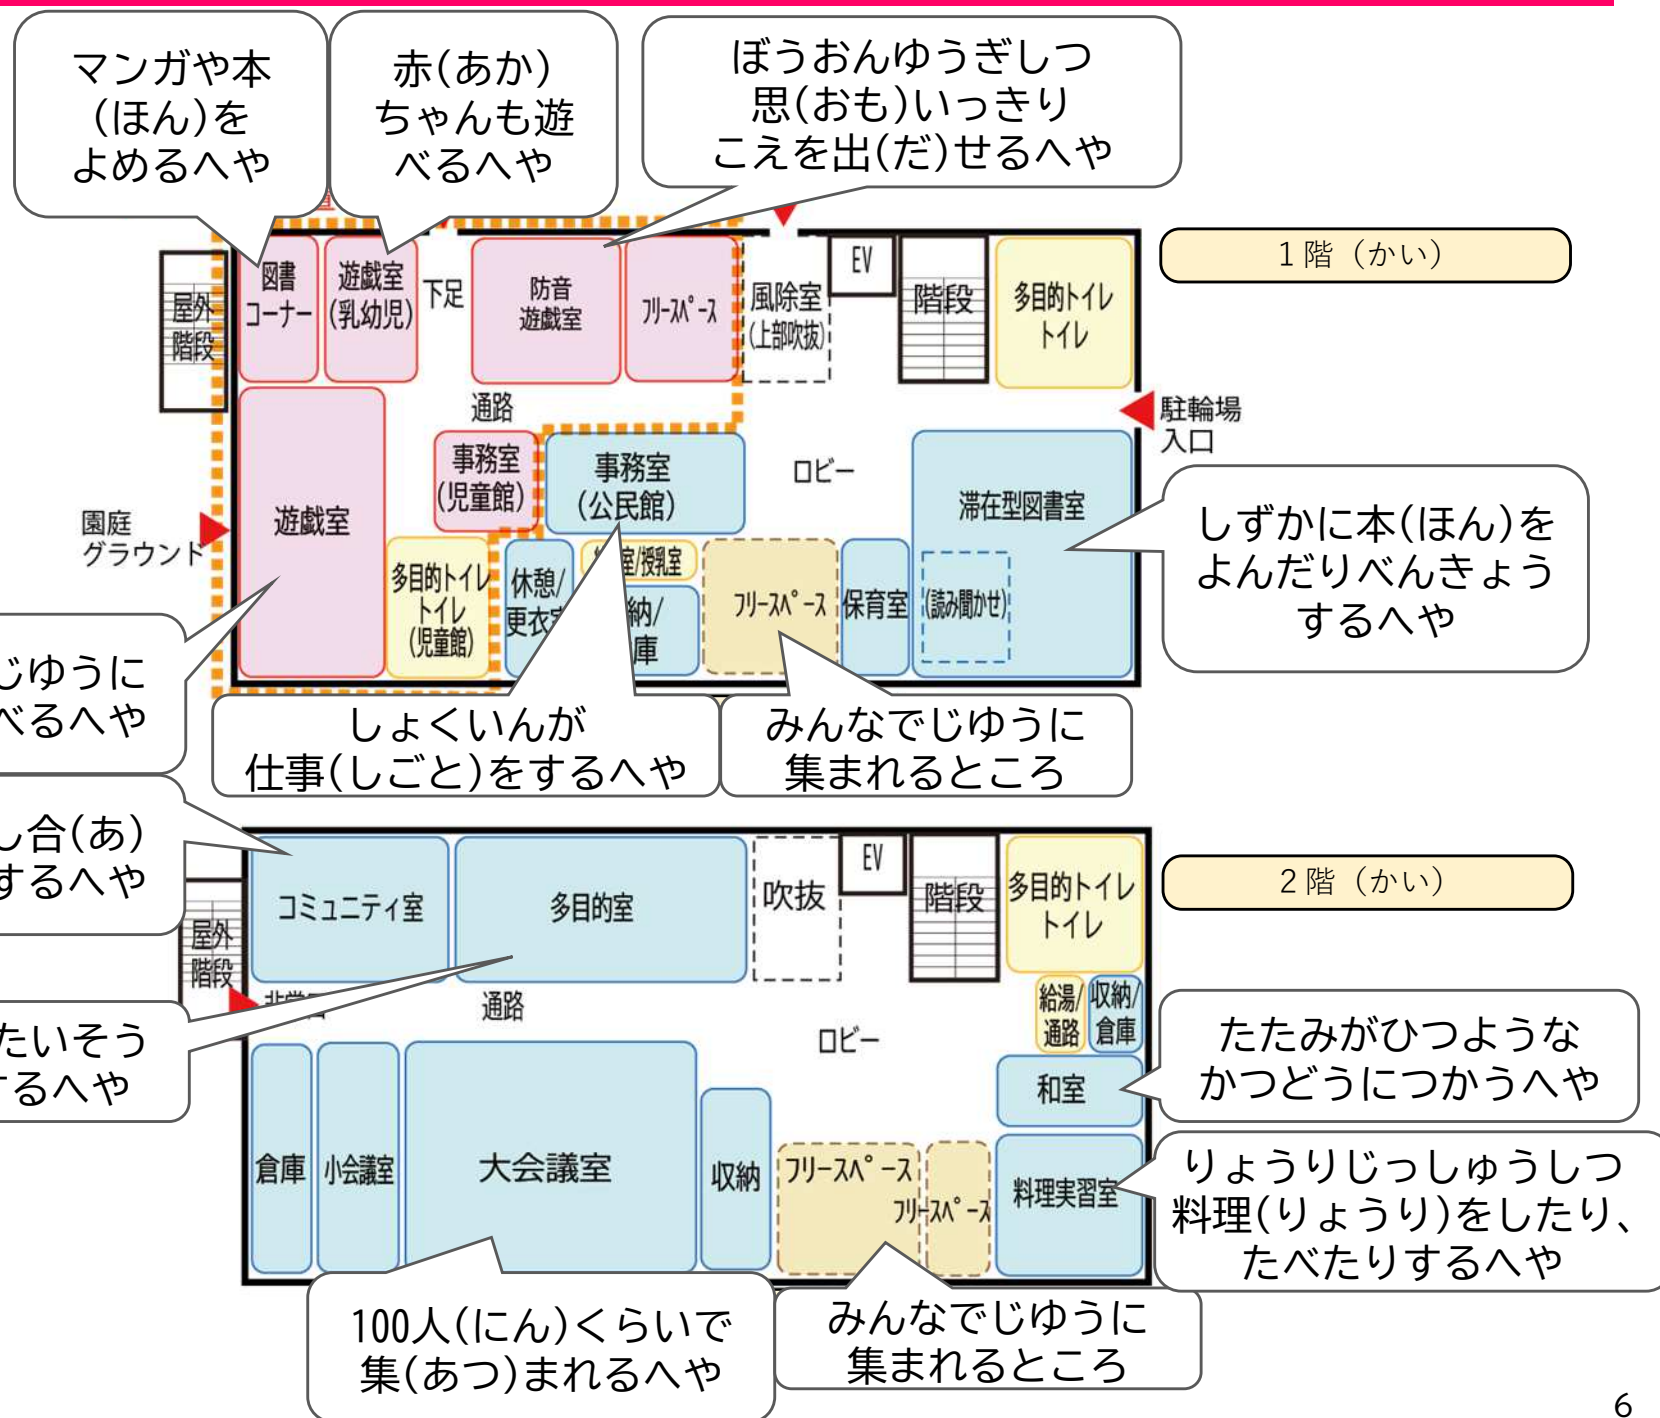 マンガや本
(ほん)を
よめるへや
赤(あか)
ちゃんも遊
べるへや
ぼうおんゆうぎしつ
思(おも)いっきり
こえを出(だ)せるへや
1階（かい）
屋外
階段
図書
コーナー
遊戯室
(乳幼児)
下足
防音
遊戯室
フリースペース
風除室
(上部吹抜)
EV
階段
多目的トイレ
トイレ
通路
駐輪場
入口
事務室
(児童館)
事務室
(公民館)
ロビー
滞在型図書室
(読み聞かせ)
園庭
グラウンド
遊戯室
多目的トイレ
トイレ
(児童館)
休憩/
更衣
室/授乳室
納/
庫
フリースペース
保育室
しずかに本(ほん)を
よんだりべんきょう
するへや
じゆうに
べるへや
しょくいんが
仕事(しごと)をするへや
みんなでじゆうに
集まれるところ
し合(あ)
するへや
2階（かい）
コミュニティ室
多目的室
吹抜
EV
階段
多目的トイレ
トイレ
屋外
階段
通路
ロビー
給湯/
通路
収納/
倉庫
たいそう
するへや
和室
たたみがひつような
かつどうにつかうへや
倉庫
小会議室
大会議室
収納
フリースペース
フリースペース
料理実習室
りょうりじっしゅうしつ
料理(りょうり)をしたり、
たべたりするへや
100人(にん)くらいで
集(あつ)まれるへや
みんなでじゆうに
集まれるところ
6